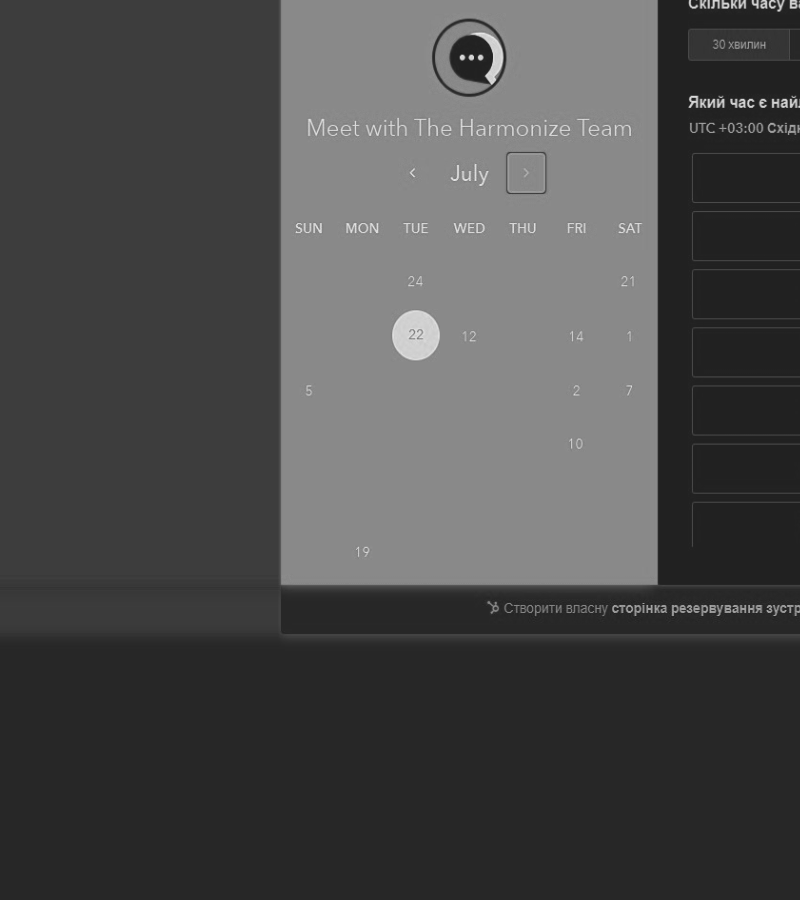 Скільки часу ва
30 хвилин
Meet with The Harmonize Team
July
SUN MON TUE WED THU FRI SAT
24 21
22 12 14 1
5 2 7
10
19
Який час є най
UTC +03:00 Східн
Створити власну сторінка резервування зустр